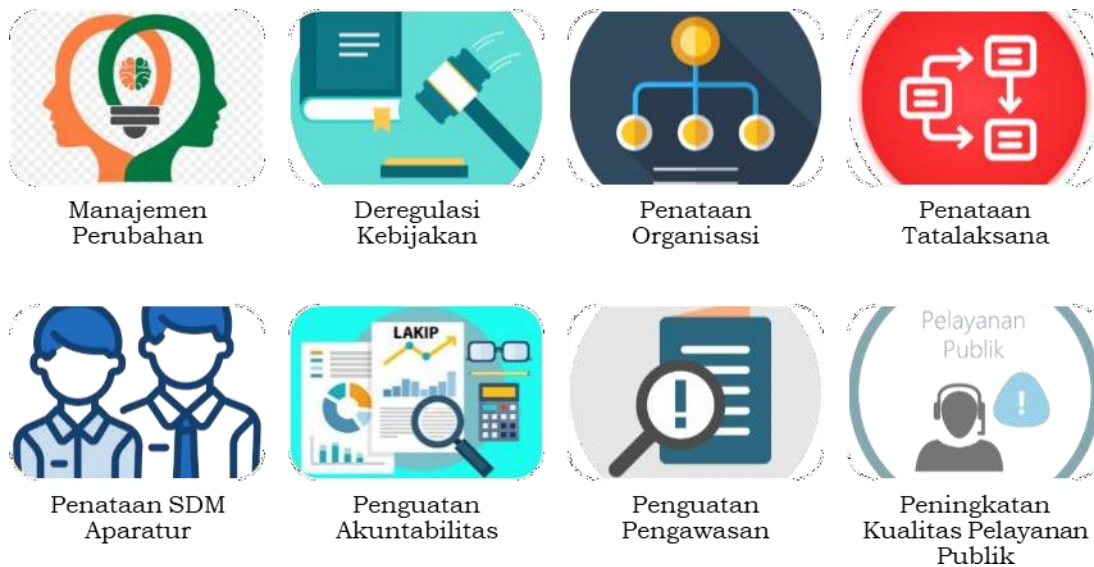 Manajemen
Perubahan
Deregulasi
Kebijakan
Penataan
Organisasi
Penataan
Tatalaksana
LAKIP
Pelayanan
Publik
Penataan SDM
Aparatur
Penguatan
Akuntabilitas
Penguatan
Pengawasan
Peningkatan
Kualitas Pelayanan
Publik